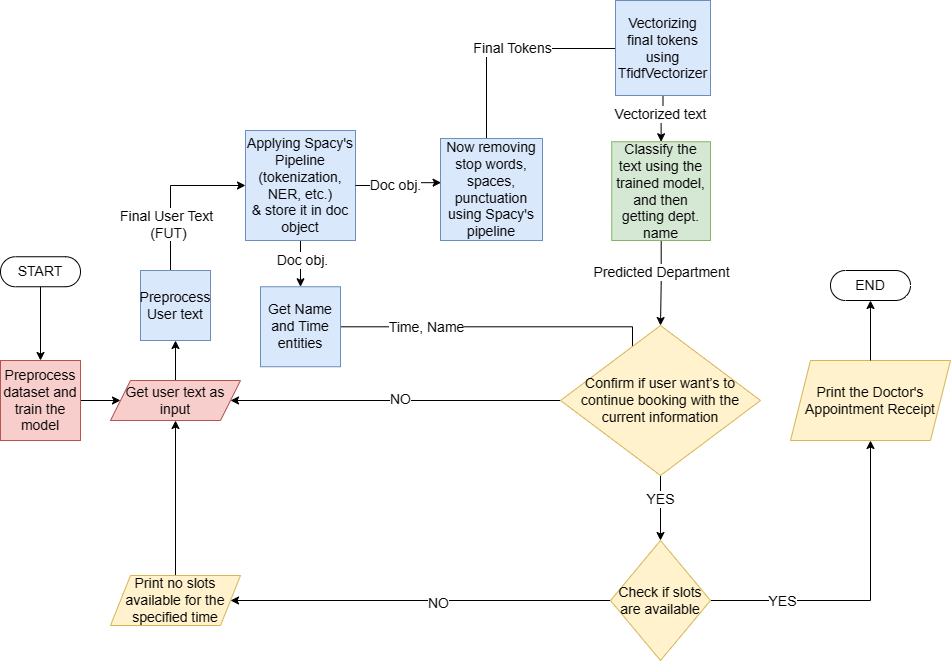 Vectorizing
final tokens
using
TfidfVectorizer
Final Tokens
Vectorized text
Applying Spacy's
Pipeline
(tokenization,
NER, etc.)
& store it in doc
object
Doc obj.
Now removing
stop words,
spaces,
punctuation
using Spacy's
pipeline
Classify the
text using the
trained model,
and then
getting dept.
name
Final User Text
(FUT)
Doc obj.
Predicted Department
START
Preprocess
User text
Get Name
and Time
entities
Time, Name
END
Preprocess
dataset and
train the
model
Get user text as
input
NO
Confirm if user want's to
continue booking with the
current information
Print the Doctor's
Appointment Receipt
YES
Print no slots
available for the
specified time
NO
Check if slots
are available
YES